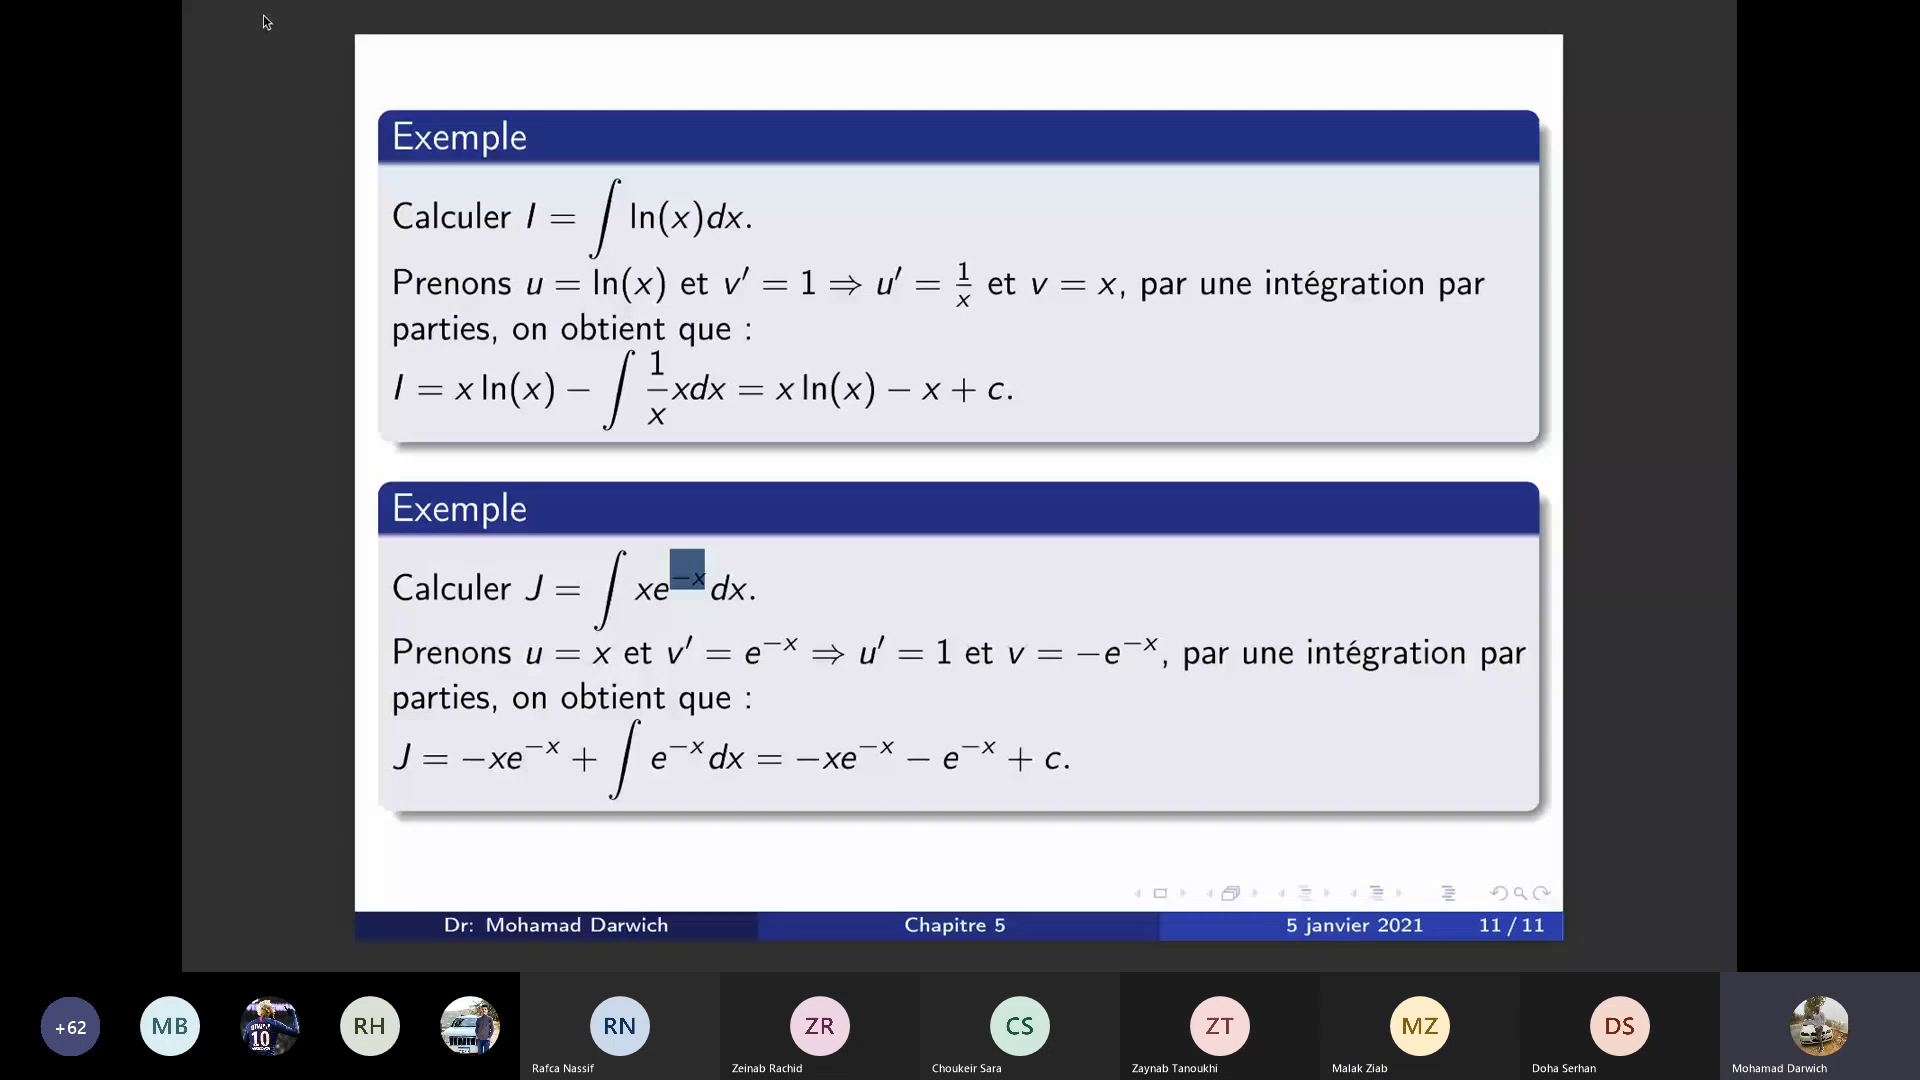 Exemple
Calculer I = ∫ ln(x)dx.
Prenons u = ln(x) et v′ = 1 ⇒ u′ = 1/x et v = x, par une intégration par
parties, on obtient que :
I = x ln(x) − ∫ 1/x xdx = x ln(x) − x + c.
Exemple
Calculer J = ∫ xe^{−x} dx.
Prenons u = x et v′ = e^{−x} ⇒ u′ = 1 et v = −e^{−x}, par une intégration par
parties, on obtient que :
J = −xe^{−x} + ∫ e^{−x} dx = −xe^{−x} − e^{−x} + c.
Dr: Mohamad Darwich Chapitre 5 5 janvier 2021 11 / 11
+62 MB 10 RH RN ZR CS ZT MZ DS
Rafca Nassif Zeinab Rachid Choukeir Sara Zaynab Tanoukhi Malak Ziab Doha Serhan Mohamad Darwich